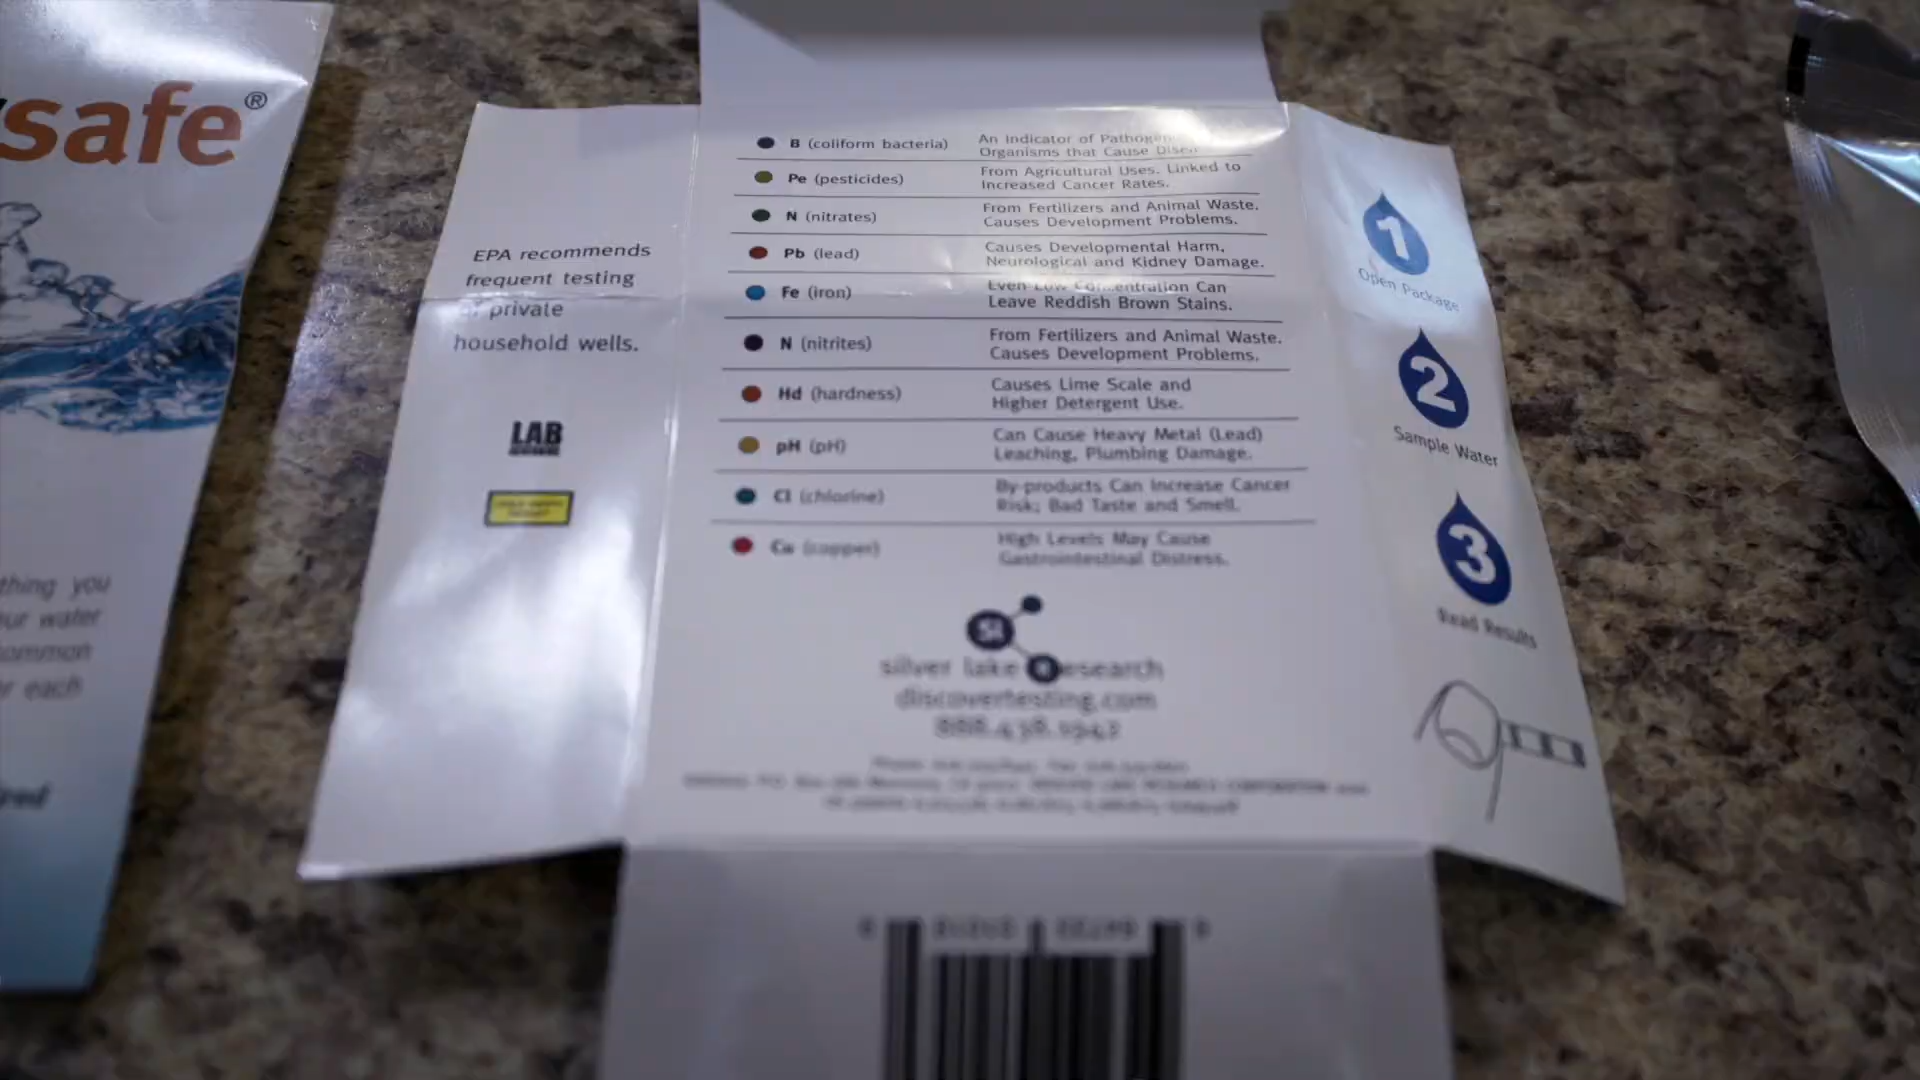 safe®
thing you
ur water
ommon
r each
EPA recommends
frequent testing
of private
household wells.
LAB
B (coliform bacteria) An Indicator of Pathogen
Organisms that Cause
Pe (pesticides) From Agricultural Uses. Linked to
Increased Cancer Rates.
N (nitrates) From Fertilizers and Animal Waste.
Causes Development Problems.
Pb (lead) Causes Developmental Harm,
Neurological and Kidney Damage.
Fe (iron) Even Low Concentration Can
Leave Reddish Brown Stains.
N (nitrites) From Fertilizers and Animal Waste.
Causes Development Problems.
Hd (hardness) Causes Lime Scale and
Higher Detergent Use.
pH (pH) Can Cause Heavy Metal (Lead)
Leaching, Plumbing Damage.
Cl (chlorine) By-products Can Increase Cancer
Risk; Bad Taste and Smell.
Cu (copper) High Levels May Cause
Gastrointestinal Distress.
silver lake Research
discovertesting.com
888.438.1942
1
Open Package
2
Sample Water
3
Read Results